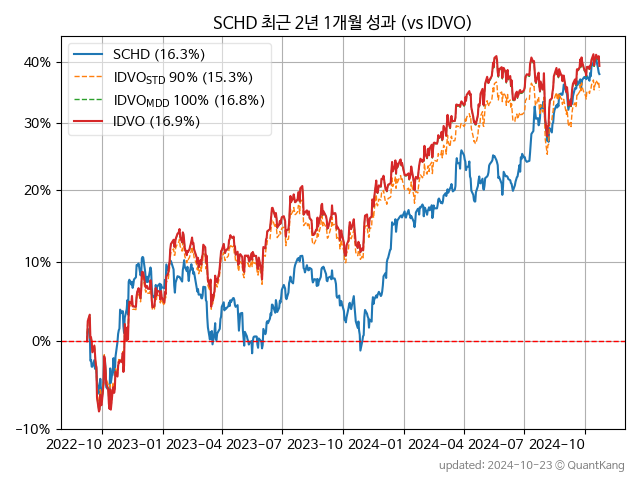 SCHD 최근 2년 1개월 성과 (vs IDVO)
SCHD (16.3%)
IDVO_STD 90% (15.3%)
IDVO_MDD 100% (16.8%)
IDVO (16.9%)
40%
30%
20%
10%
0%
-10%
2022-10 2023-01 2023-04 2023-07 2023-10 2024-01 2024-04 2024-07 2024-10
updated: 2024-10-23 © QuantKang